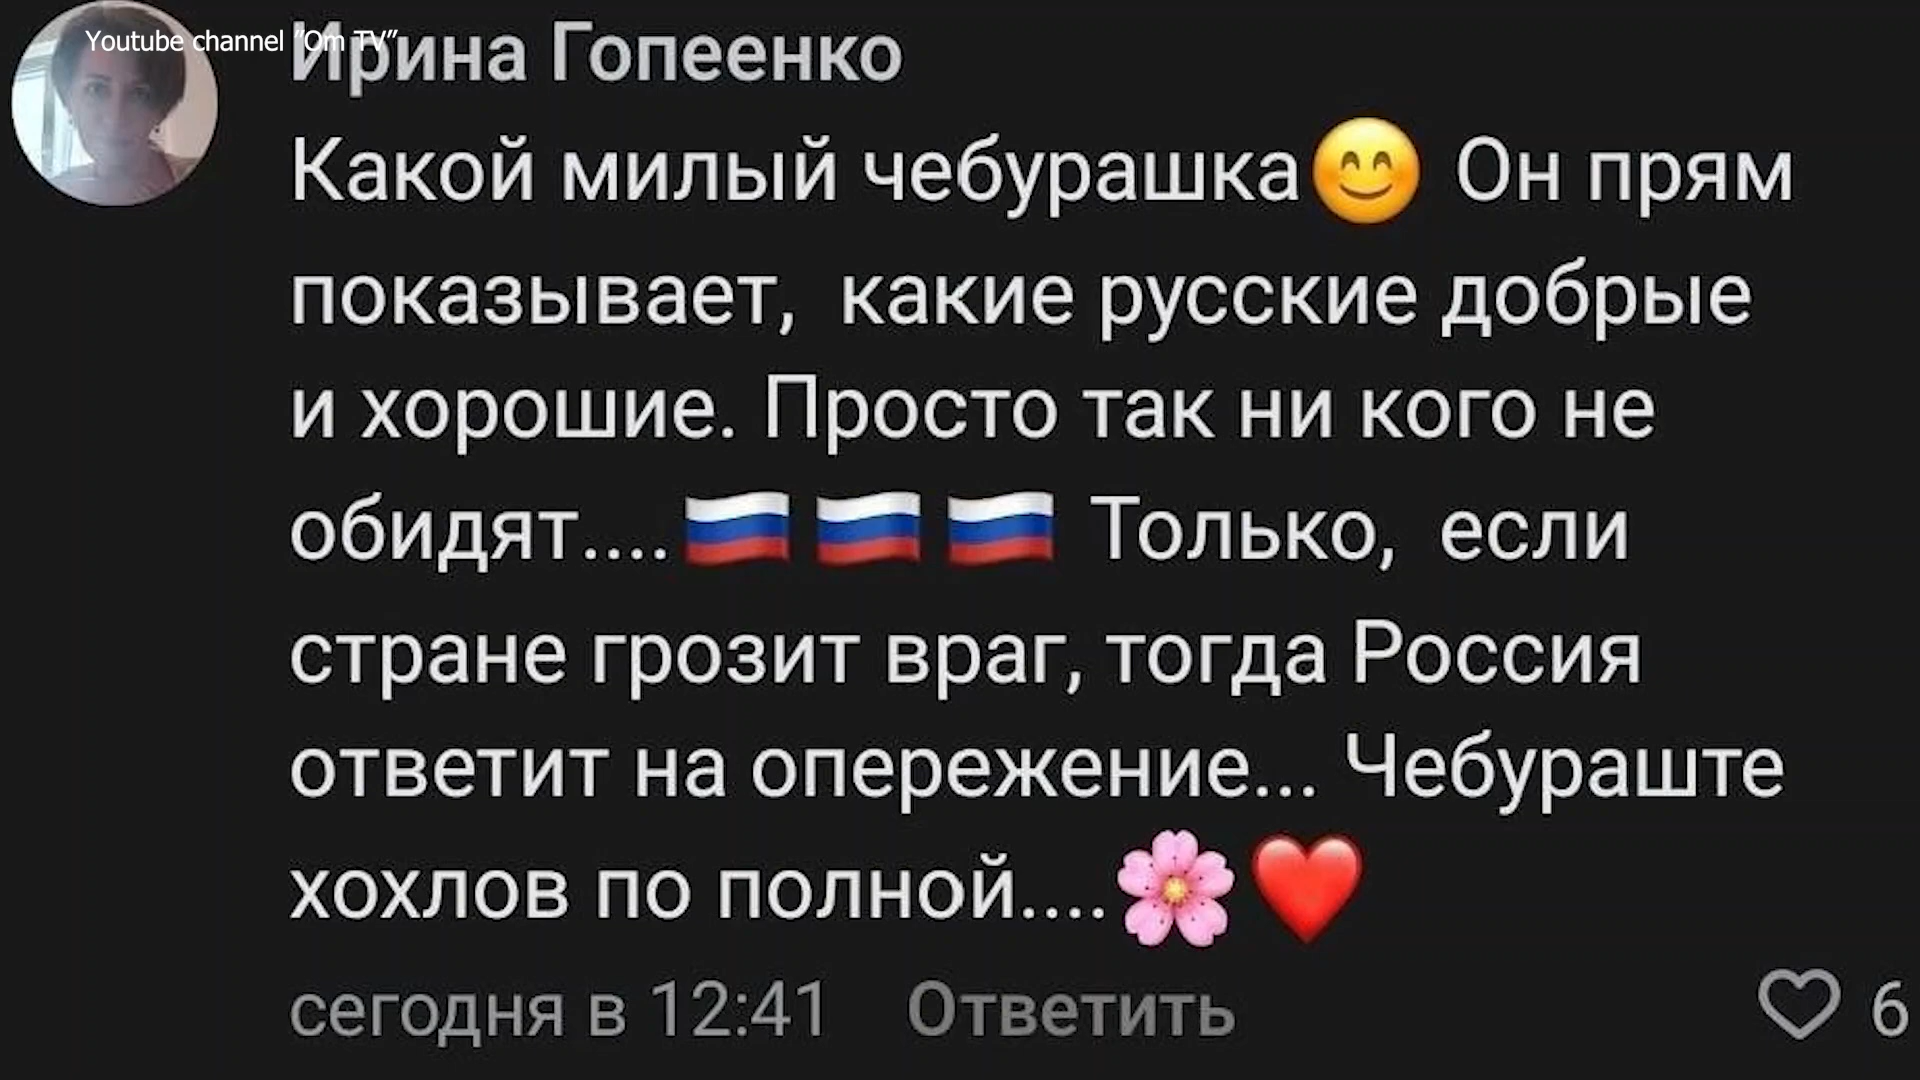 Youtube channel "Om TV"
Ирина Гопеенко
Какой милый чебурашка😊 Он прям
показывает, какие русские добрые
и хорошие. Просто так ни кого не
обидят....🇷🇺🇷🇺🇷🇺 Только, если
стране грозит враг, тогда Россия
ответит на опережение... Чебураште
хохлов по полной....🌸❤️
сегодня в 12:41 Ответить 6